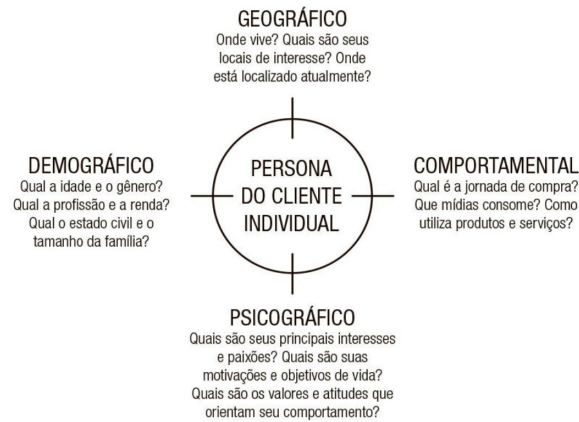 GEOGRÁFICO
Onde vive? Quais são seus
locais de interesse? Onde
está localizado atualmente?
DEMOGRÁFICO
Qual a idade e o gênero?
Qual a profissão e a renda?
Qual o estado civil e o
tamanho da família?
PERSONA
DO CLIENTE
INDIVIDUAL
COMPORTAMENTAL
Qual é a jornada de compra?
Que mídias consome? Como
utiliza produtos e serviços?
PSICOGRÁFICO
Quais são seus principais interesses
e paixões? Quais são suas
motivações e objetivos de vida?
Quais são os valores e atitudes que
orientam seu comportamento?